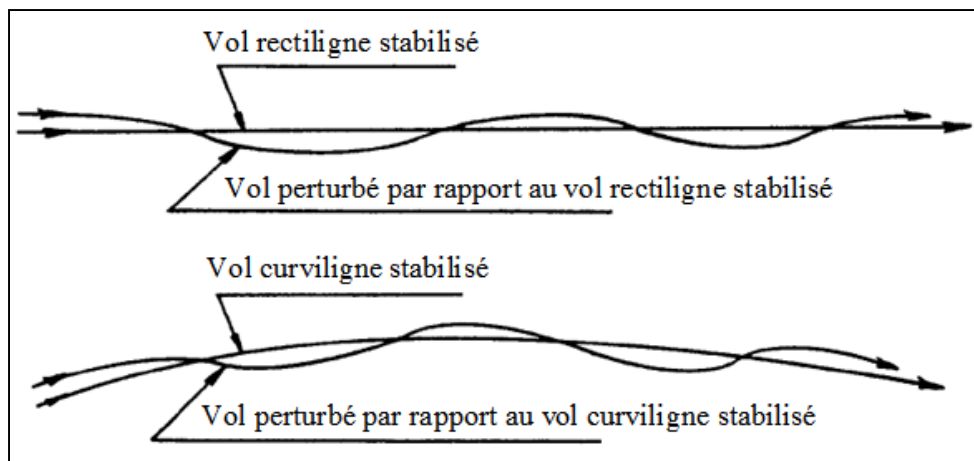 Vol rectiligne stabilisé
Vol perturbé par rapport au vol rectiligne stabilisé
Vol curviligne stabilisé
Vol perturbé par rapport au vol curviligne stabilisé